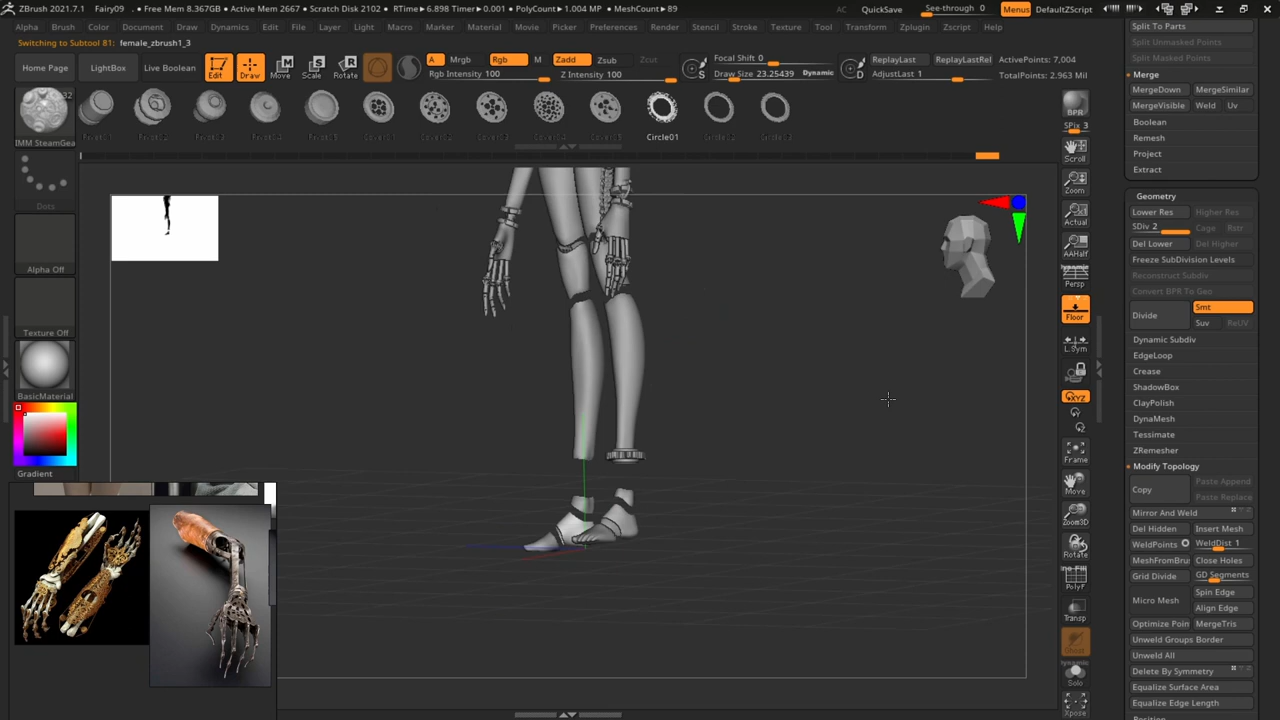 ZBrush 2021.7.1 Fairy09 • Free Mem 8.367GB • Active Mem 2667 • Scratch Disk 2102 • RTime▸6.898 Timer▸0.001 • PolyCount▸1.004 MP • MeshCount▸89 AC QuickSave See-through 0 Menus DefaultZScript
Alpha Brush Color Document Draw Dynamics Edit File Layer Light Macro Marker Material Movie Picker Preferences Render Stencil Stroke Texture Tool Transform Zplugin Zscript Help
Switching to Subtool 81: female_zbrush1_3
Home Page LightBox Live Boolean Edit Draw Move Scale Rotate
A Mrgb Rgb M Zadd Zsub Zcut
Rgb Intensity 100 Z Intensity 100
Focal Shift 0
Draw Size 23.25439 Dynamic
S D
ReplayLast ReplayLastRel
AdjustLast 1
ActivePoints: 7,004
TotalPoints: 2.963 Mil
32
IMM SteamGea
Circle01
Dots
Alpha Off
Texture Off
BasicMaterial
Gradient
BPR
SPix 3
Scroll
Zoom
Actual
AAHalf
Dynamic
Persp
Floor
L.Sym
XYZ
Y
Z
Frame
Move
Zoom3D
Rotate
PolyF
Transp
Ghost
Dynamic
Solo
Xpose
Split To Parts
Split Unmasked Points
Split Masked Points
Merge
MergeDown MergeSimilar
MergeVisible Weld Uv
Boolean
Remesh
Project
Extract
Geometry
Lower Res Higher Res
SDiv 2 Cage Rstr
Del Lower Del Higher
Freeze SubDivision Levels
Reconstruct Subdiv
Convert BPR To Geo
Divide Smt
Suv ReUV
Dynamic Subdiv
EdgeLoop
Crease
ShadowBox
ClayPolish
DynaMesh
Tessimate
ZRemesher
Modify Topology
Copy Paste Append
Paste Replace
Mirror And Weld
Del Hidden Insert Mesh
WeldPoints WeldDist 1
MeshFromBru Close Holes
Grid Divide GD Segments
Micro Mesh Spin Edge
Align Edge
Optimize Poin MergeTris
Unweld Groups Border
Unweld All
Delete By Symmetry
Equalize Surface Area
Equalize Edge Length